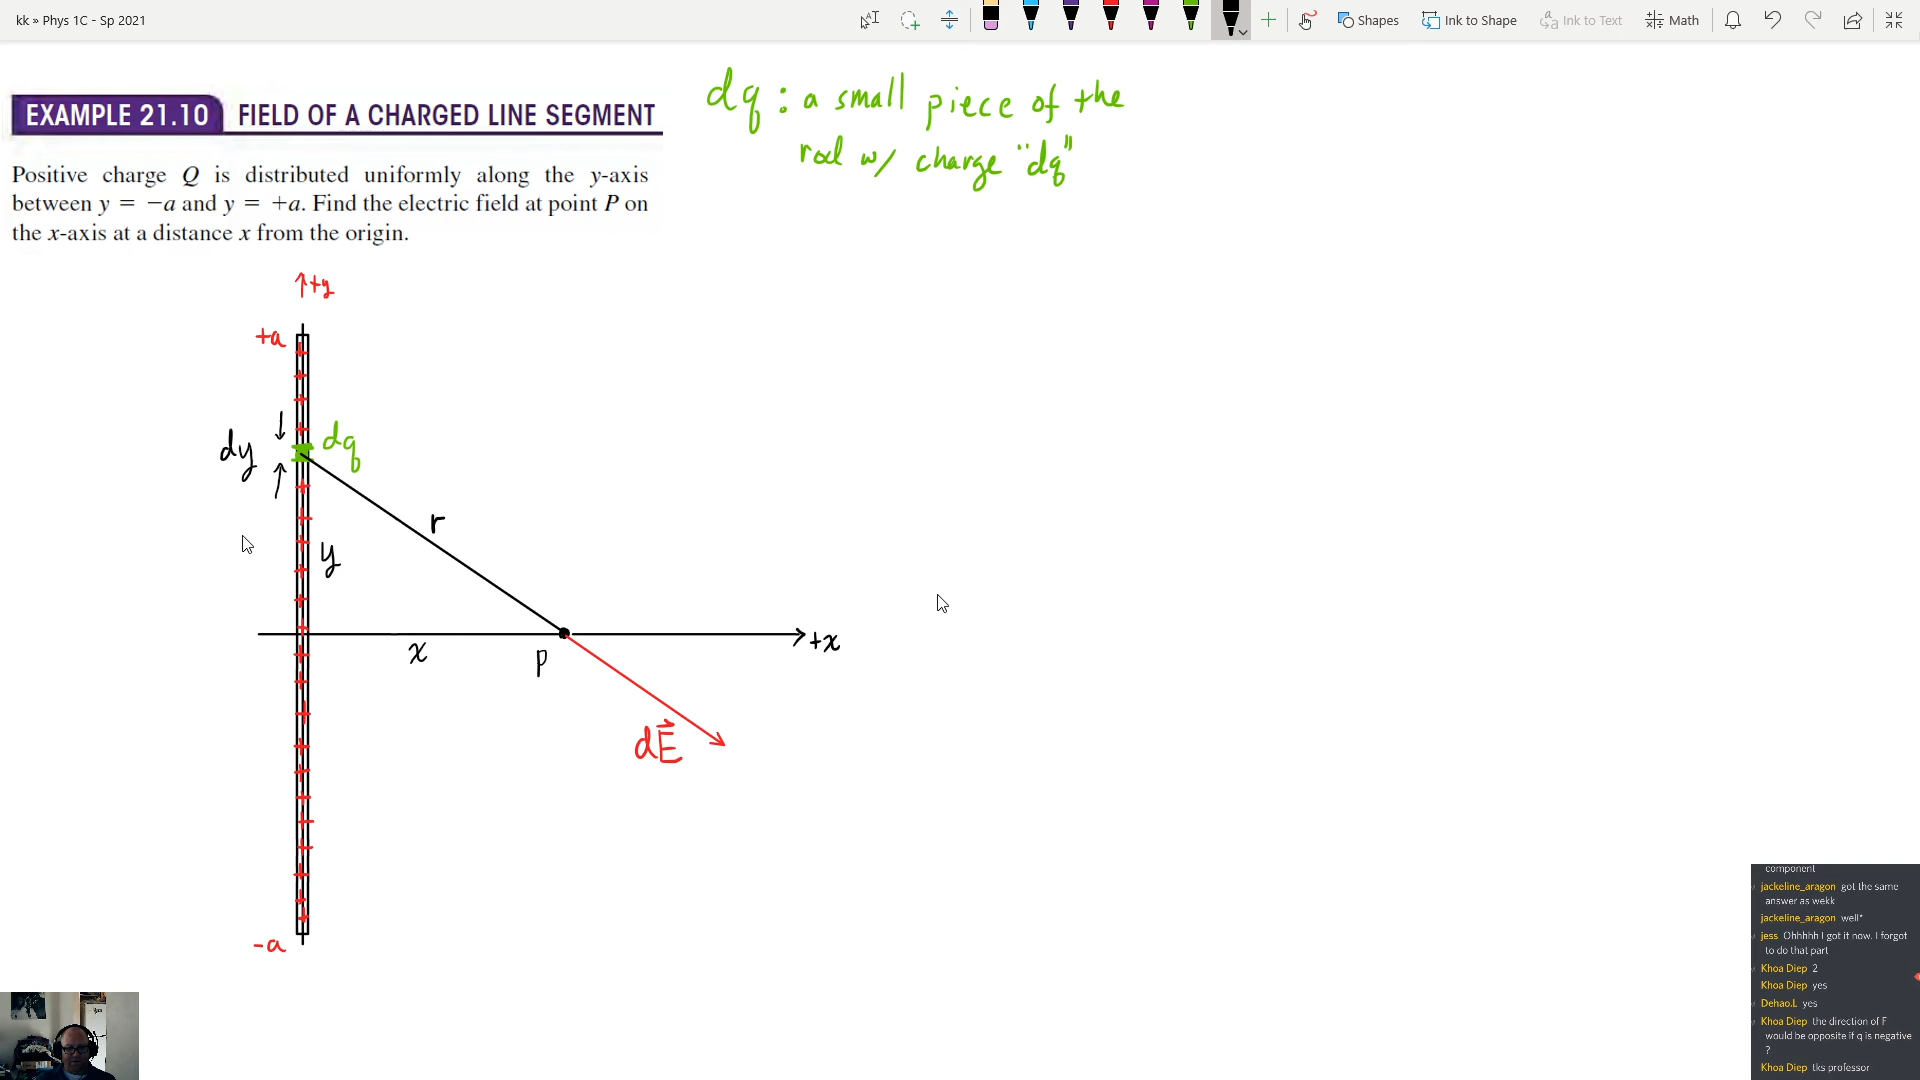 kk » Phys 1C - Sp 2021
Shapes
Ink to Shape
Ink to Text
Math
EXAMPLE 21.10 FIELD OF A CHARGED LINE SEGMENT
Positive charge Q is distributed uniformly along the y-axis
between y = −a and y = +a. Find the electric field at point P on
the x-axis at a distance x from the origin.
dq : a small piece of the
rod w/ charge "dq"
+y
+a
dy
dq
r
y
x
P
+x
dE⃗
-a
component
jackeline_aragon got the same
answer as wekk
jackeline_aragon well*
jess Ohhhhh I got it now. I forgot
to do that part
Khoa Diep 2
Khoa Diep yes
Dehao.L yes
Khoa Diep the direction of F
would be opposite if q is negative
?
Khoa Diep tks professor